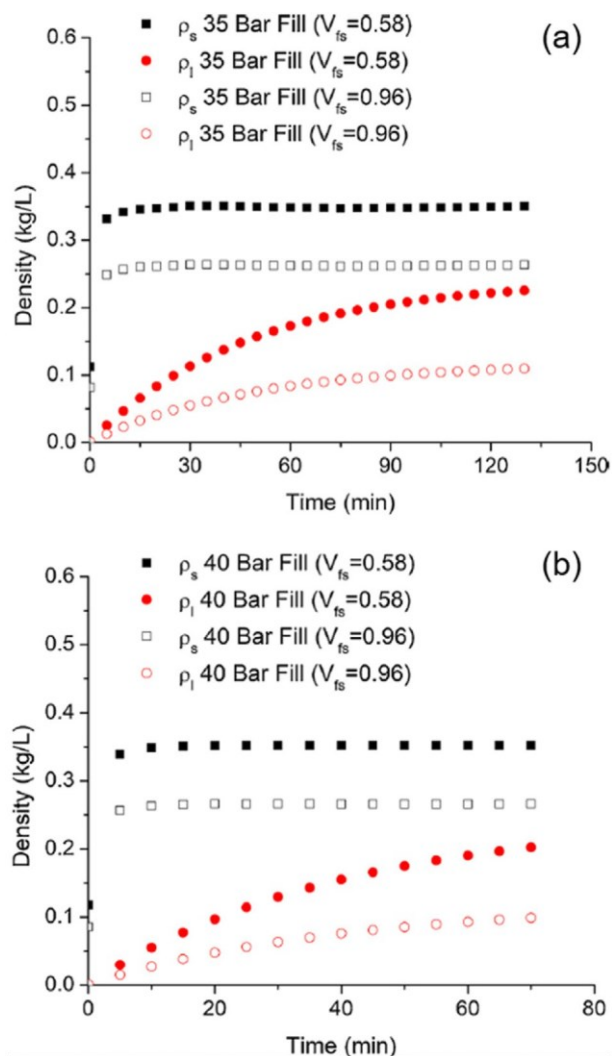 (a)
ρs 35 Bar Fill (Vfs=0.58)
ρl 35 Bar Fill (Vfs=0.58)
ρs 35 Bar Fill (Vfs=0.96)
ρl 35 Bar Fill (Vfs=0.96)
Density (kg/L)
0.6
0.5
0.4
0.3
0.2
0.1
0.0
0 30 60 90 120 150
Time (min)
(b)
ρs 40 Bar Fill (Vfs=0.58)
ρl 40 Bar Fill (Vfs=0.58)
ρs 40 Bar Fill (Vfs=0.96)
ρl 40 Bar Fill (Vfs=0.96)
Density (kg/L)
0.6
0.5
0.4
0.3
0.2
0.1
0.0
0 20 40 60 80
Time (min)